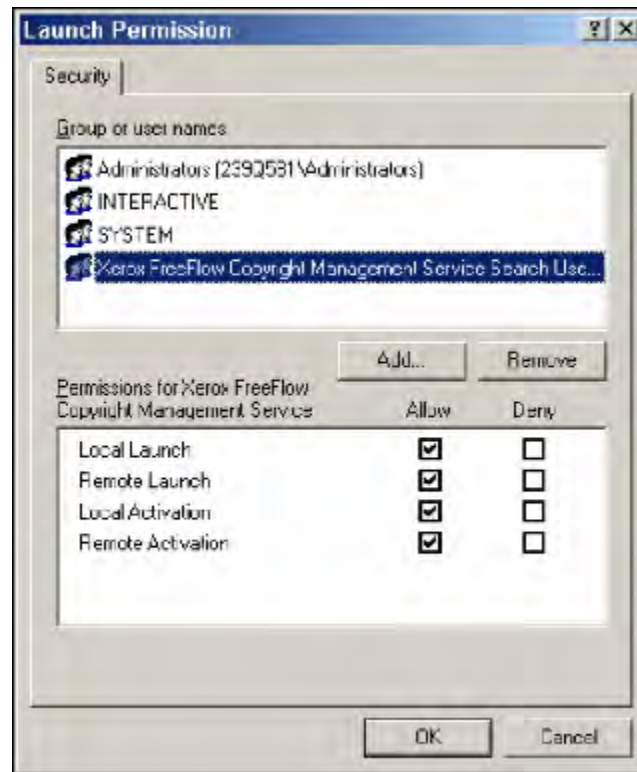 Launch Permission
Security
Group or user names
Administrators (239Q531\Administrators)
INTERACTIVE
SYSTEM
Xerox FreeFlow Copyright Management Service Search Use...
Add... Remove
Permissions for Xerox FreeFlow
Copyright Management Service Allow Deny
Local Launch
Remote Launch
Local Activation
Remote Activation
OK Cancel